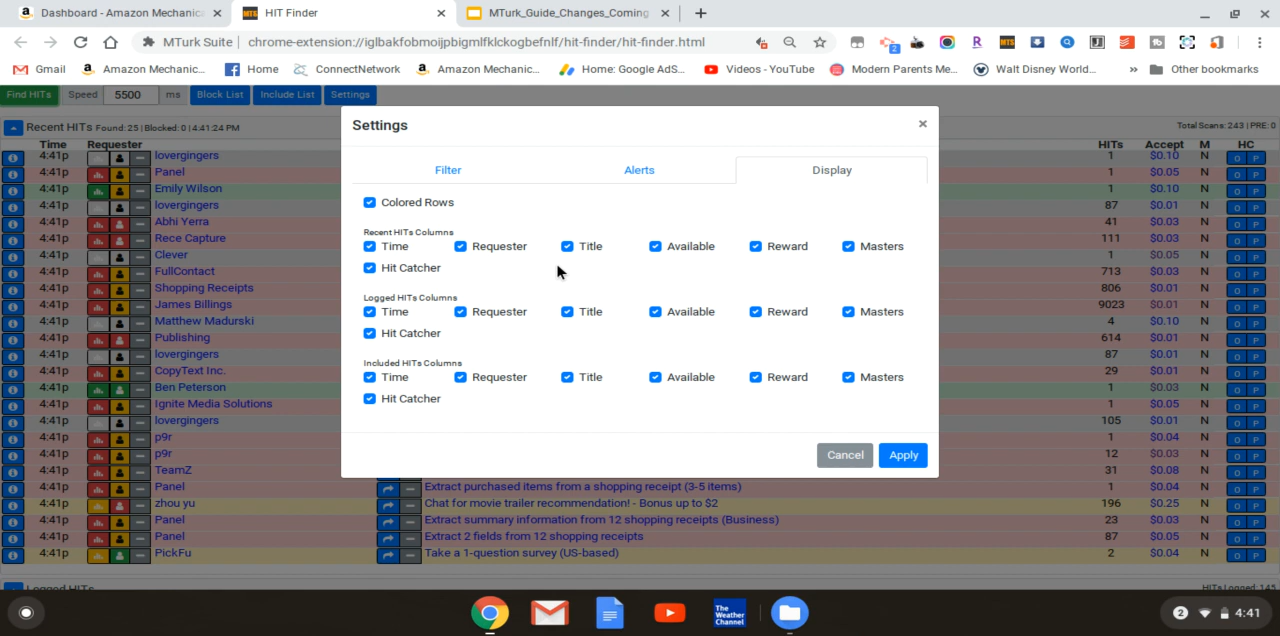 Dashboard - Amazon Mechanic
HIT Finder
MTurk_Guide_Changes_Coming
MTurk Suite
chrome-extension://iglbakfobmoijpbigmlfklckogbefnlf/hit-finder/hit-finder.html
Gmail
Amazon Mechanic...
Home
ConnectNetwork
Amazon Mechanic...
Home: Google AdS...
Videos - YouTube
Modern Parents Me...
Walt Disney World...
»
Other bookmarks
Find HITs Speed 5500 ms Block List Include List Settings
Recent HITs Found: 25 | Blocked: 0 | 4:41:24 PM
Total Scans: 243 | PRE: 0
Time Requester HITs Accept M HC
4:41p lovergingers 1 $0.10 N O P
4:41p Panel 1 $0.05 N O P
4:41p Emily Wilson 1 $0.10 N O P
4:41p lovergingers 87 $0.01 N O P
4:41p Abhi Yerra 41 $0.03 N O P
4:41p Rece Capture 111 $0.03 N O P
4:41p Clever 1 $0.05 N O P
4:41p FullContact 713 $0.03 N O P
4:41p Shopping Receipts 806 $0.01 N O P
4:41p James Billings 9023 $0.01 N O P
4:41p Matthew Madurski 4 $0.10 N O P
4:41p Publishing 614 $0.01 N O P
4:41p lovergingers 87 $0.01 N O P
4:41p CopyText Inc. 29 $0.01 N O P
4:41p Ben Peterson 1 $0.03 N O P
4:41p Ignite Media Solutions 1 $0.05 N O P
4:41p lovergingers 105 $0.01 N O P
4:41p p9r 1 $0.04 N O P
4:41p p9r 12 $0.03 N O P
4:41p TeamZ 31 $0.08 N O P
4:41p Panel Extract purchased items from a shopping receipt (3-5 items) 1 $0.04 N O P
4:41p zhou yu Chat for movie trailer recommendation! - Bonus up to $2 196 $0.25 N O P
4:41p Panel Extract summary information from 12 shopping receipts (Business) 23 $0.03 N O P
4:41p Panel Extract 2 fields from 12 shopping receipts 87 $0.05 N O P
4:41p PickFu Take a 1-question survey (US-based) 2 $0.04 N O P
Logged HITs
HITs Logged: 145
Settings ×
Filter Alerts Display
Colored Rows
Recent HITs Columns
Time Requester Title Available Reward Masters
Hit Catcher
Logged HITs Columns
Time Requester Title Available Reward Masters
Hit Catcher
Included HITs Columns
Time Requester Title Available Reward Masters
Hit Catcher
Cancel Apply
The
Weather
Channel
2 4:41